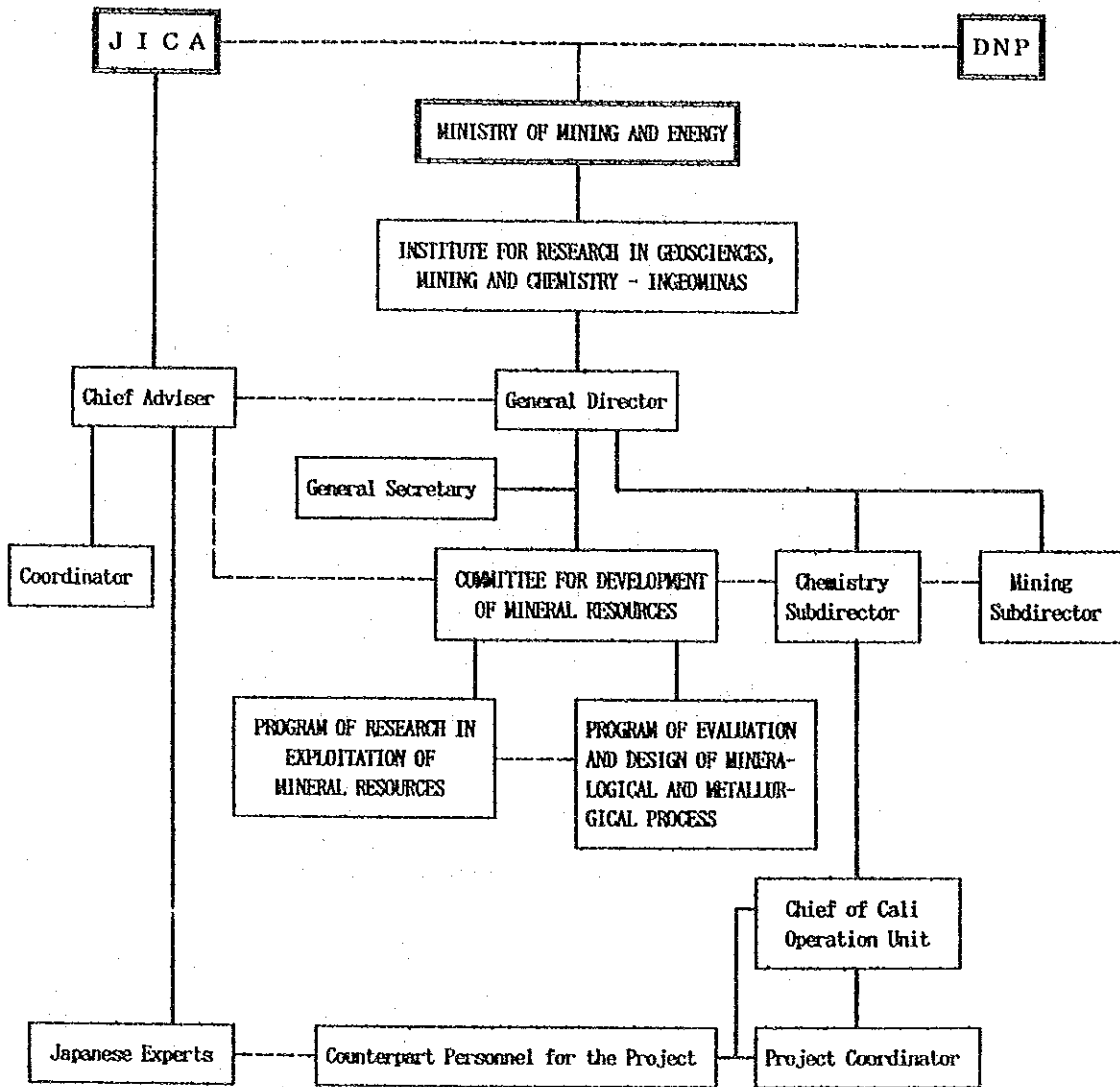 JICA
DNP
MINISTRY OF MINING AND ENERGY
INSTITUTE FOR RESEARCH IN GEOSCIENCES,
MINING AND CHEMISTRY - INGEOMINAS
Chief Adviser
General Director
General Secretary
Coordinator
COMMITTEE FOR DEVELOPMENT
OF MINERAL RESOURCES
Chemistry
Subdirector
Mining
Subdirector
PROGRAM OF RESEARCH IN
EXPLOITATION OF
MINERAL RESOURCES
PROGRAM OF EVALUATION
AND DESIGN OF MINERA-
LOGICAL AND METALLUR-
GICAL PROCESS
Chief of Cali
Operation Unit
Japanese Experts
Counterpart Personnel for the Project
Project Coordinator